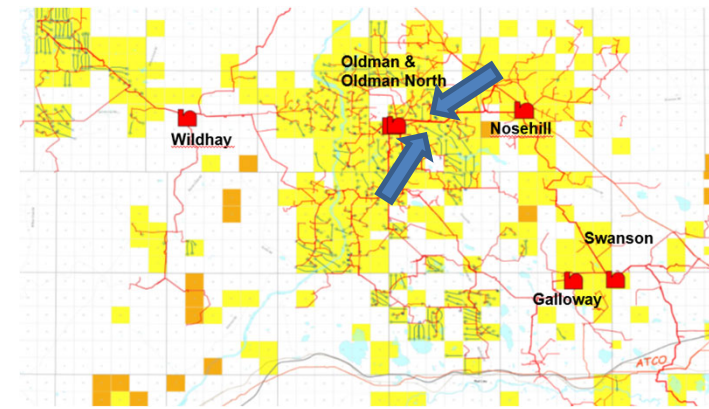 Oldman &
Oldman North
Wildhay
Nosehill
Swanson
Galloway
ATCO